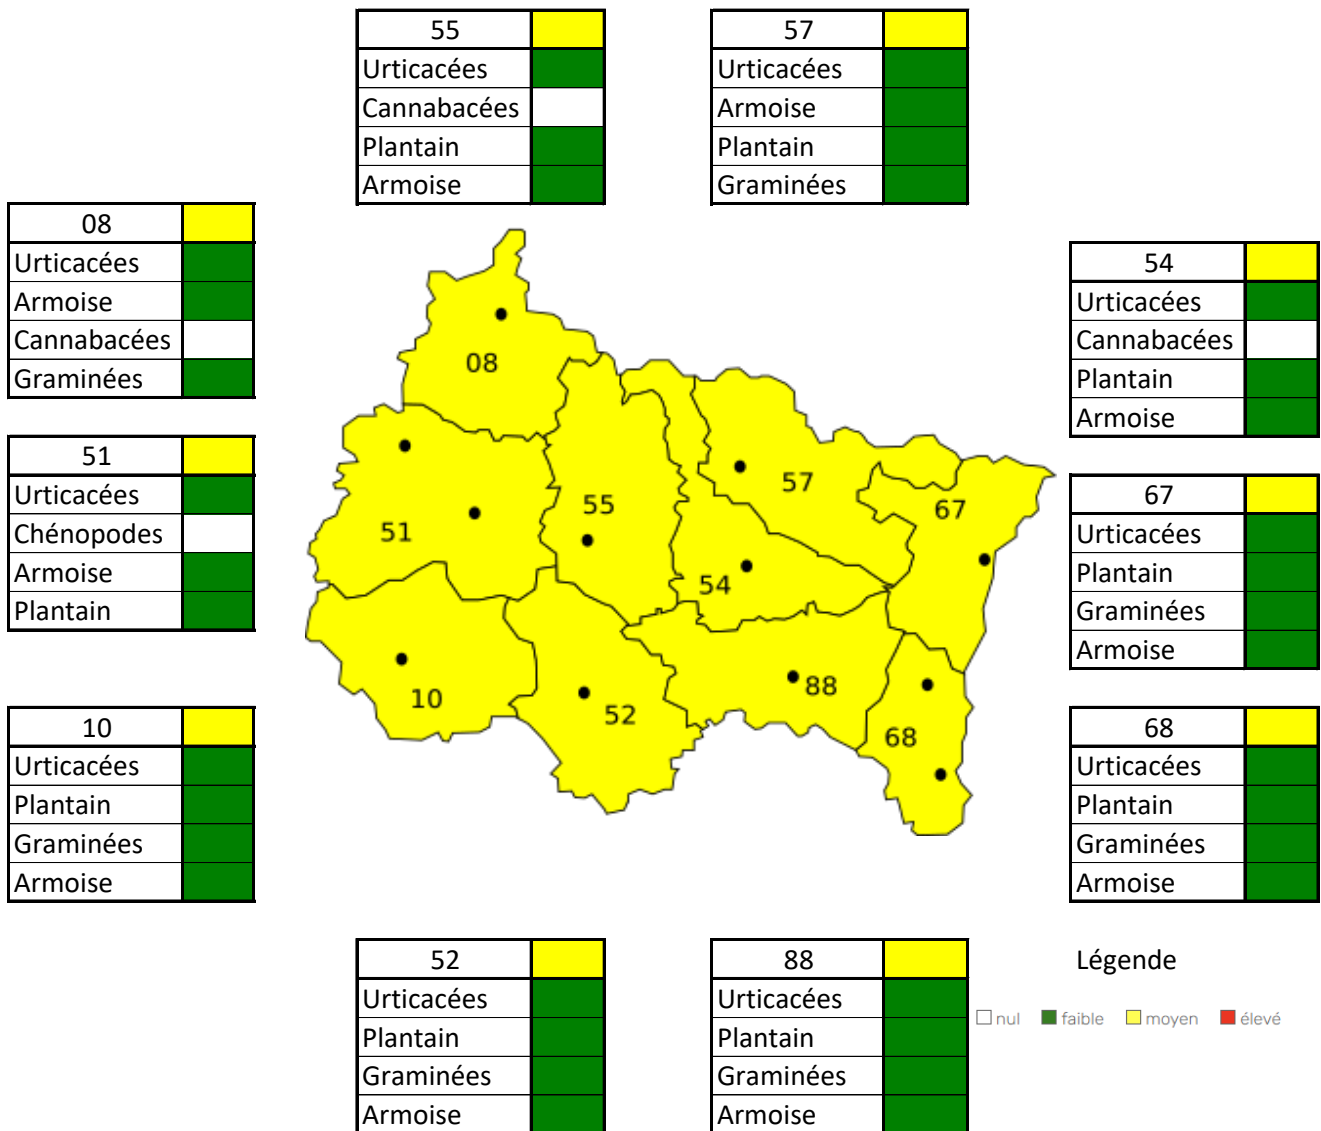 55
Urticacées
Cannabacées
Plantain
Armoise
57
Urticacées
Armoise
Plantain
Graminées
08
Urticacées
Armoise
Cannabacées
Graminées
54
Urticacées
Cannabacées
Plantain
Armoise
51
Urticacées
Chénopodes
Armoise
Plantain
67
Urticacées
Plantain
Graminées
Armoise
08
57
55
67
51
54
88
10
52
68
10
Urticacées
Plantain
Graminées
Armoise
68
Urticacées
Plantain
Graminées
Armoise
52
Urticacées
Plantain
Graminées
Armoise
88
Urticacées
Plantain
Graminées
Armoise
Légende
nul faible moyen élevé